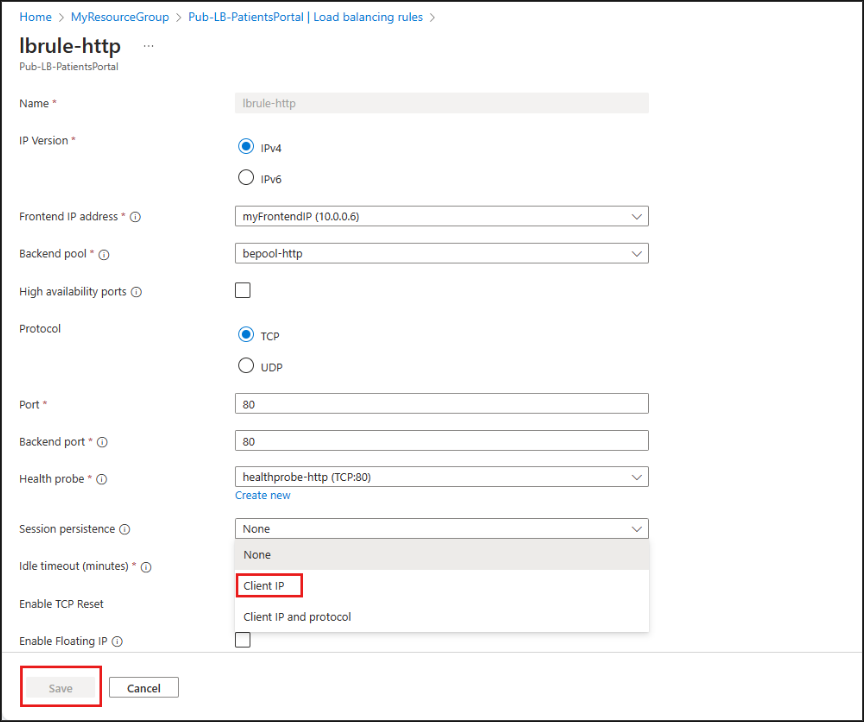 Home > MyResourceGroup > Pub-LB-PatientsPortal | Load balancing rules >
lbrule-http ...
Pub-LB-PatientsPortal
Name * lbrule-http
IP Version * IPv4
IPv6
Frontend IP address * myFrontendIP (10.0.0.6)
Backend pool * bepool-http
High availability ports
Protocol TCP
UDP
Port * 80
Backend port * 80
Health probe * healthprobe-http (TCP:80)
Create new
Session persistence None
None
Idle timeout (minutes) *
Client IP
Enable TCP Reset
Client IP and protocol
Enable Floating IP
Save Cancel